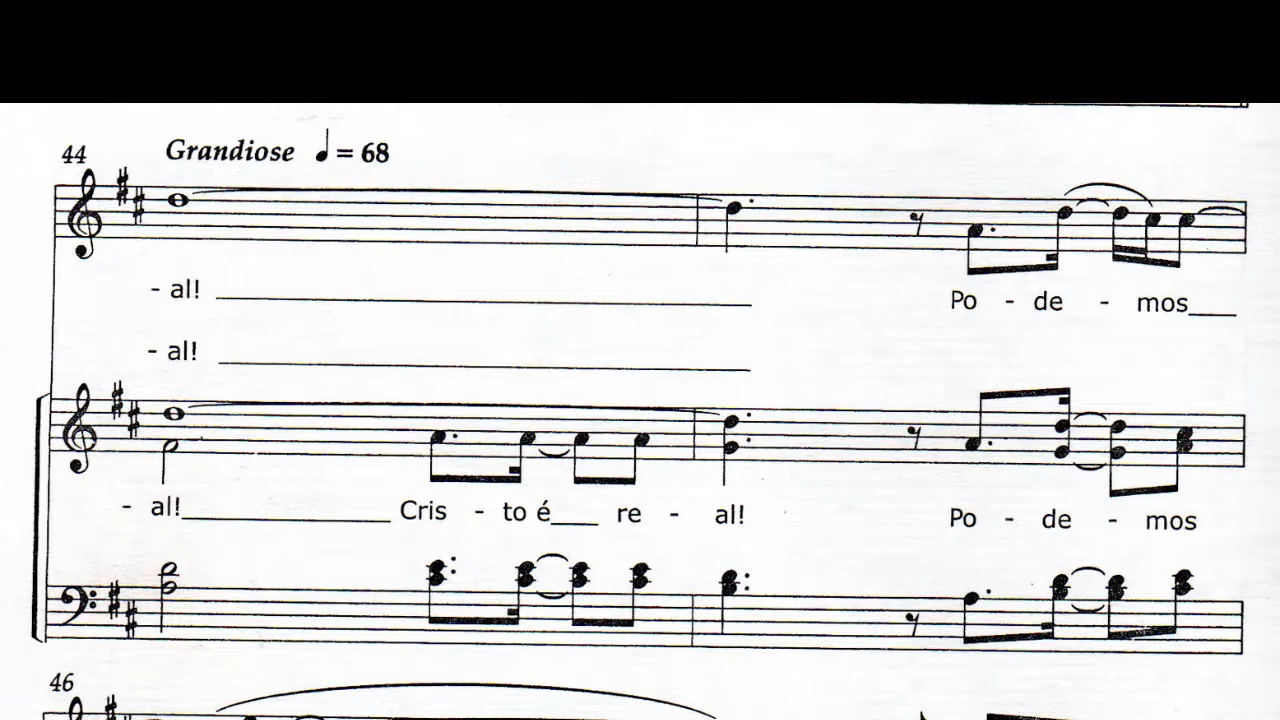 44 Grandiose ♩ = 68
- al! Po - de - mos
- al!
- al! Cris - to é re - al! Po - de - mos
46